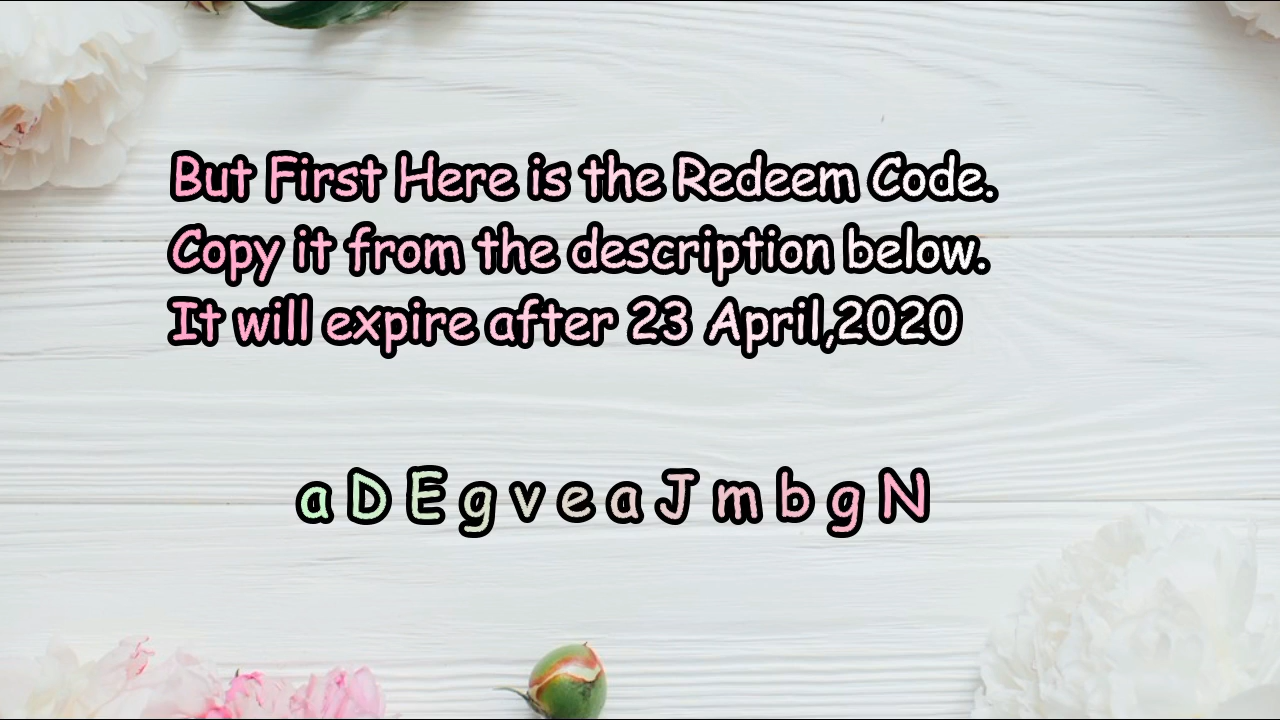 But First Here is the Redeem Code.
Copy it from the description below.
It will expire after 23 April,2020
a D E g v e a J m b g N